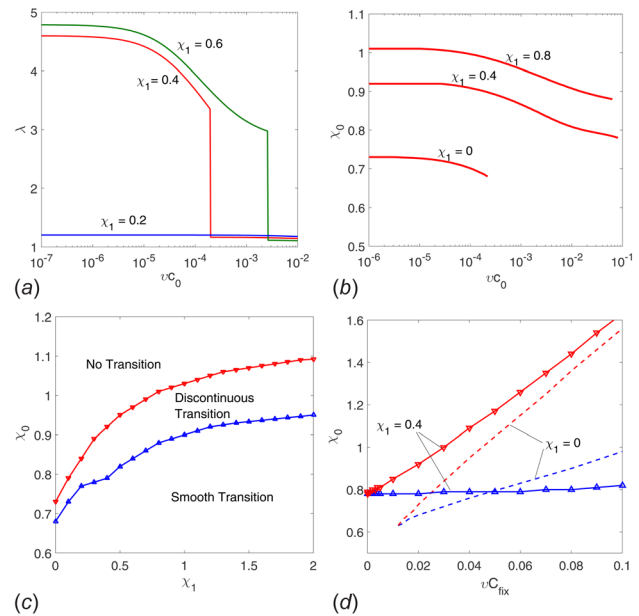 5
4
3
2
1
λ
χ₁ = 0.6
χ₁ = 0.4
χ₁ = 0.2
10⁻⁷ 10⁻⁶ 10⁻⁵ 10⁻⁴ 10⁻³ 10⁻²
υc₀
(a)
1.1
1
0.9
0.8
0.7
0.6
0.5
χ₀
χ₁ = 0.8
χ₁ = 0.4
χ₁ = 0
10⁻⁶ 10⁻⁵ 10⁻⁴ 10⁻³ 10⁻² 10⁻¹
υc₀
(b)
1.2
1.1
1
0.9
0.8
0.7
0.6
χ₀
No Transition
Discontinuous
Transition
Smooth Transition
0 0.5 1 1.5 2
χ₁
(c)
1.6
1.4
1.2
1
0.8
0.6
0.4
χ₀
χ₁ = 0.4
χ₁ = 0
0 0.02 0.04 0.06 0.08 0.1
υC_fix
(d)